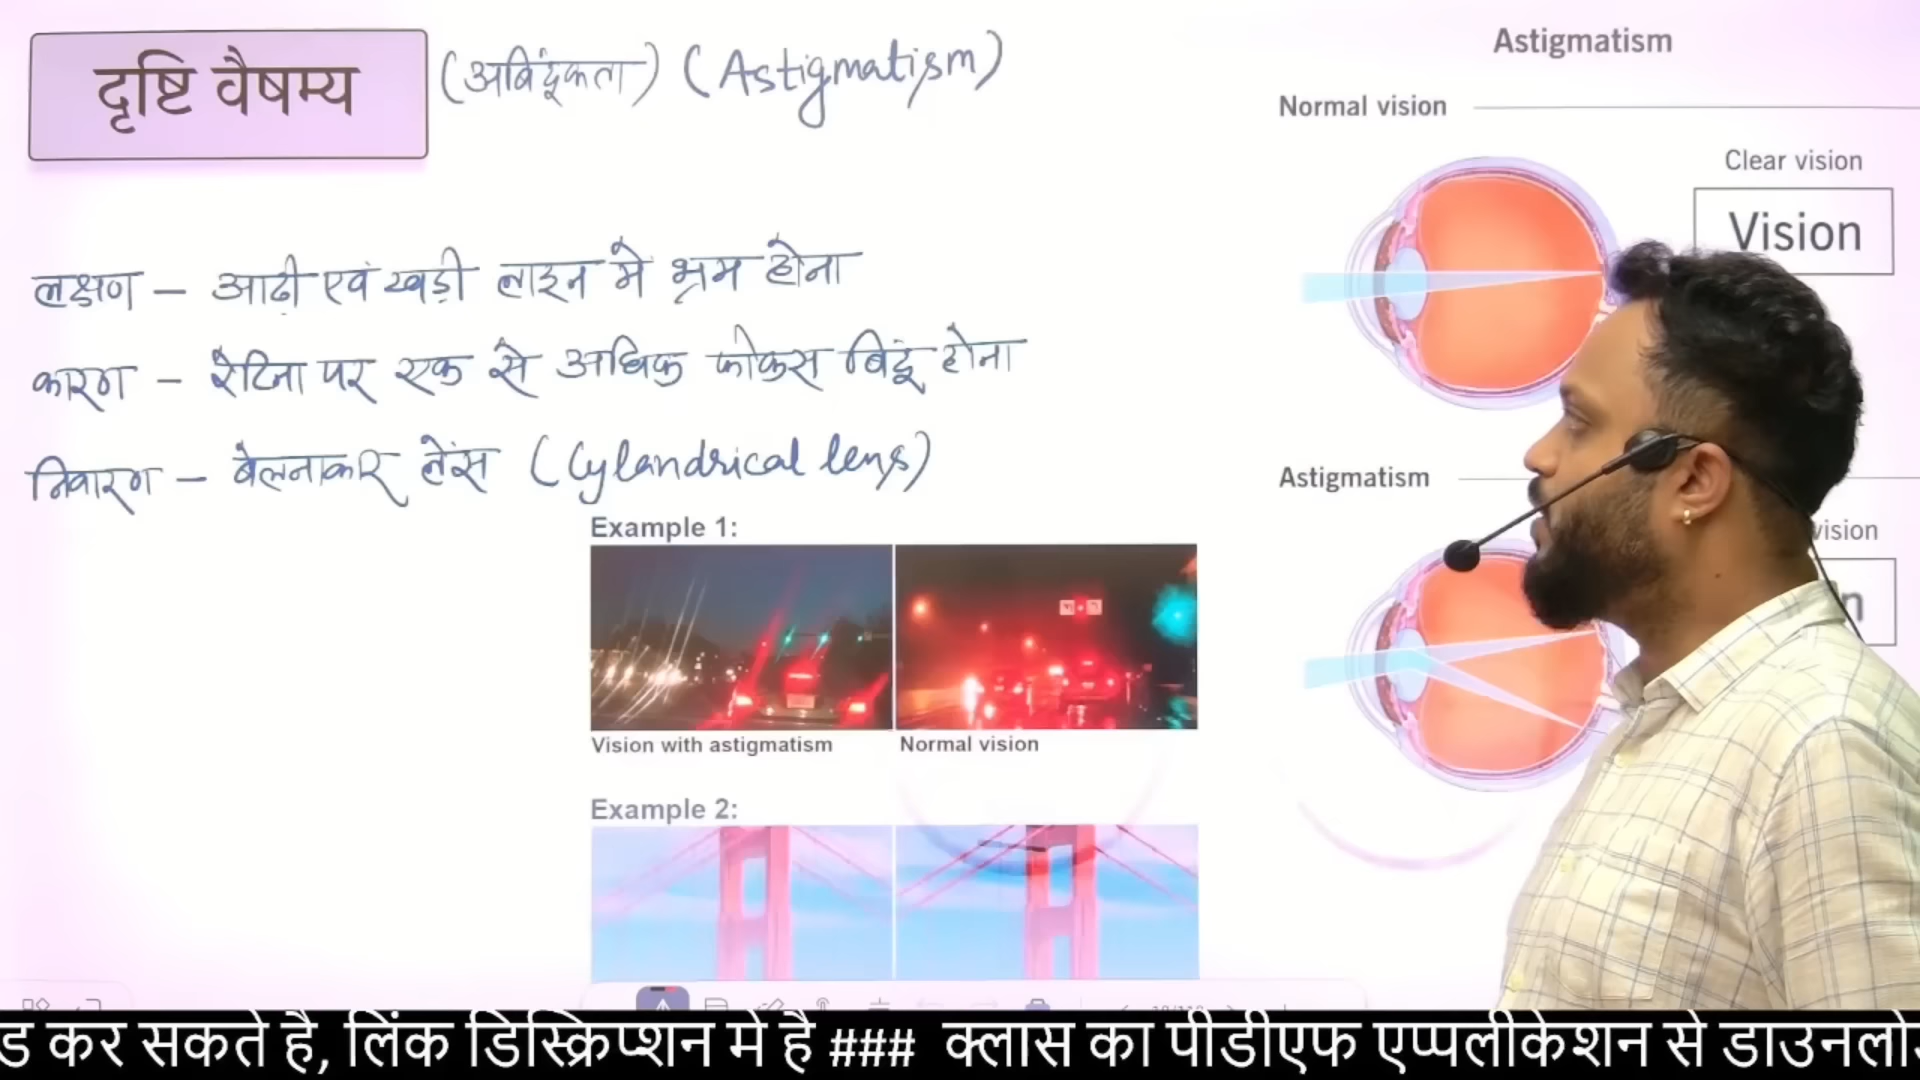 दृष्टि वैषम्य (अबिंदूकता) (Astigmatism)
लक्षण – आढी एवं खड़ी लाइन मे भ्रम होना
कारण – रेटिना पर एक से अधिक फोकस बिंदू होना
निवारण – बेलनाकार लेंस (Cylandrical lens)
Example 1:
Vision with astigmatism Normal vision
Example 2:
Astigmatism
Normal vision
Clear vision
Vision
Astigmatism
vision
n
ड कर सकते है, लिंक डिस्क्रिप्शन मे है ### क्लास का पीडीएफ एप्पलीकेशन से डाउनलो